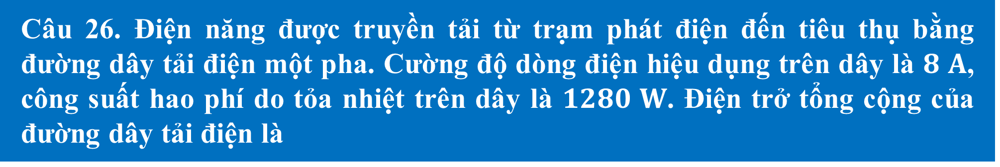 Câu 26. Điện năng được truyền tải từ trạm phát điện đến tiêu thụ bằng
đường dây tải điện một pha. Cường độ dòng điện hiệu dụng trên dây là 8 A,
công suất hao phí do tỏa nhiệt trên dây là 1280 W. Điện trở tổng cộng của
đường dây tải điện là